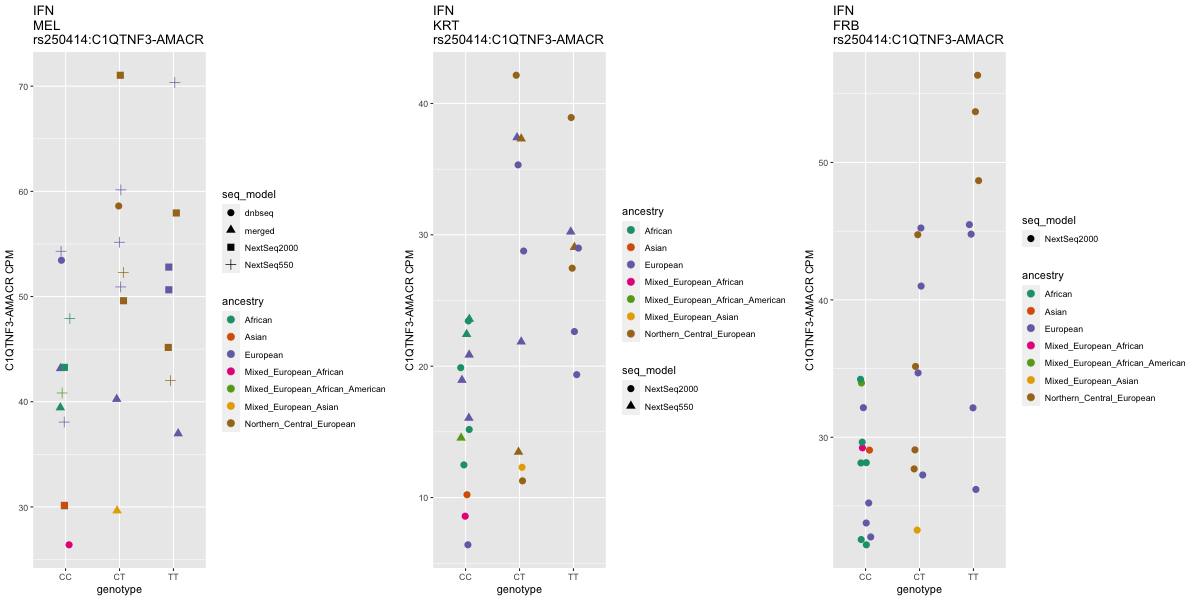 IFN
MEL
rs250414:C1QTNF3-AMACR
C1QTNF3-AMACR CPM
70
60
50
40
30
CC
CT
TT
genotype
seq_model
dnbseq
merged
NextSeq2000
NextSeq550
ancestry
African
Asian
European
Mixed_European_African
Mixed_European_African_American
Mixed_European_Asian
Northern_Central_European
IFN
KRT
rs250414:C1QTNF3-AMACR
C1QTNF3-AMACR CPM
40
30
20
10
CC
CT
TT
genotype
ancestry
African
Asian
European
Mixed_European_African
Mixed_European_African_American
Mixed_European_Asian
Northern_Central_European
seq_model
NextSeq2000
NextSeq550
IFN
FRB
rs250414:C1QTNF3-AMACR
C1QTNF3-AMACR CPM
50
40
30
CC
CT
TT
genotype
seq_model
NextSeq2000
ancestry
African
Asian
European
Mixed_European_African
Mixed_European_African_American
Mixed_European_Asian
Northern_Central_European